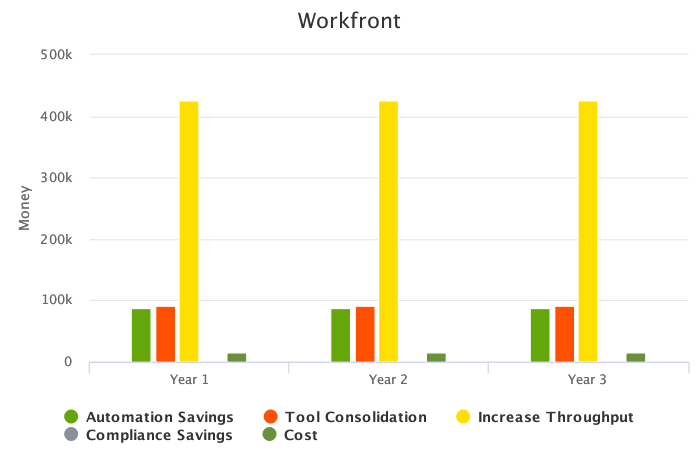 Workfront
500k
400k
300k
200k
100k
0
Money
Year 1 Year 2 Year 3
Automation Savings Tool Consolidation Increase Throughput
Compliance Savings Cost